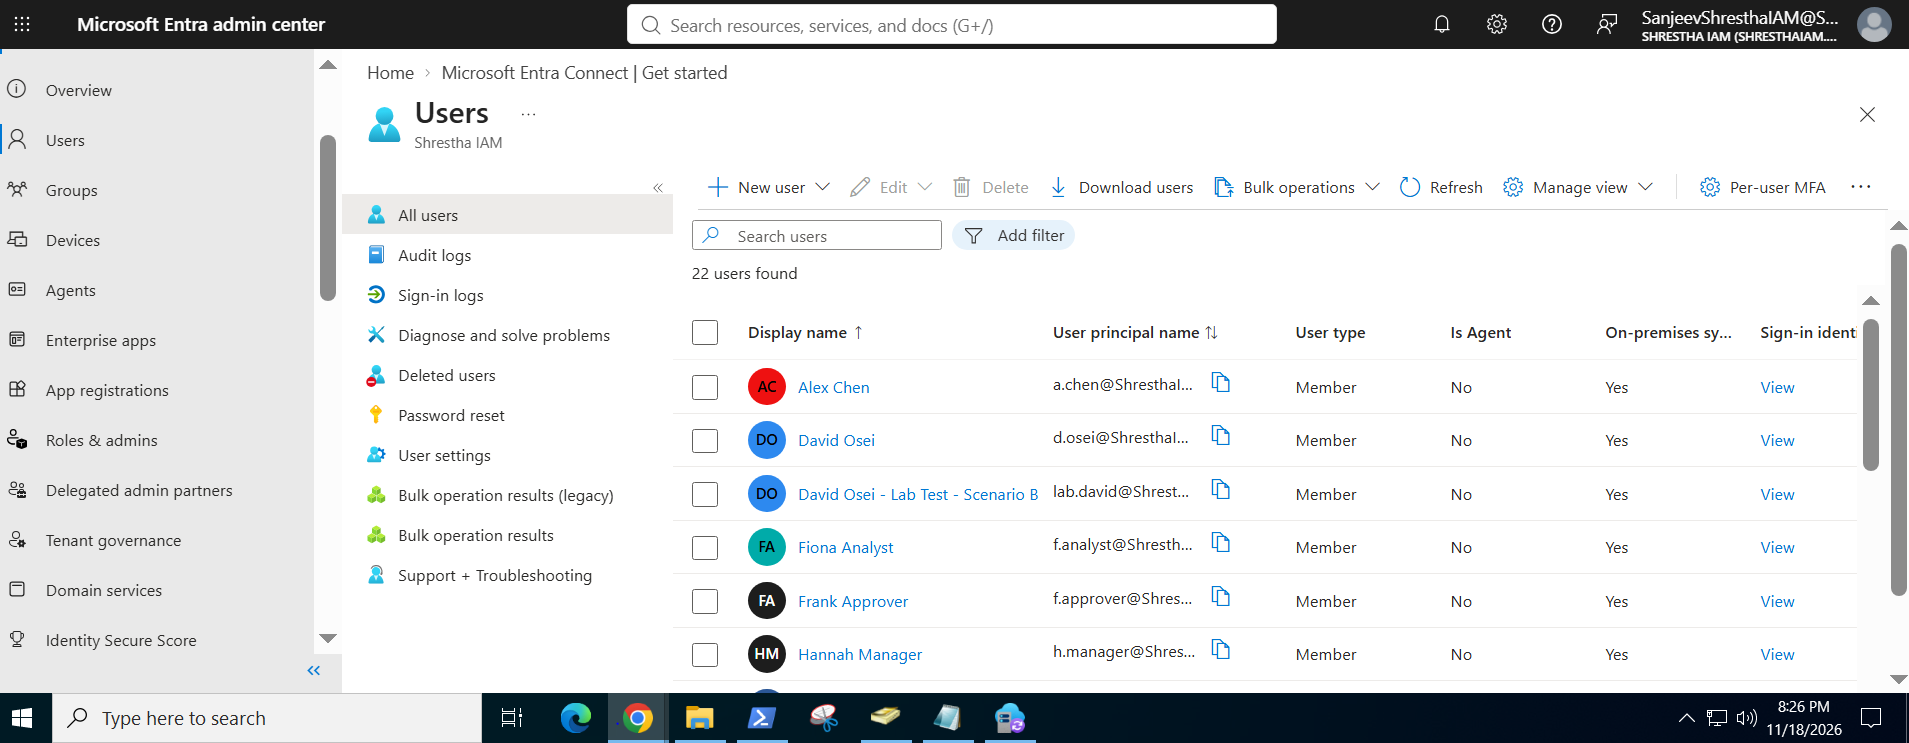 Microsoft Entra admin center
Search resources, services, and docs (G+/)
SanjeevShresthaIAM@S...
SHRESTHA IAM (SHRESTHAIAM....
Overview
Users
Groups
Devices
Agents
Enterprise apps
App registrations
Roles & admins
Delegated admin partners
Tenant governance
Domain services
Identity Secure Score
Home
Microsoft Entra Connect | Get started
Users
Shrestha IAM
All users
Audit logs
Sign-in logs
Diagnose and solve problems
Deleted users
Password reset
User settings
Bulk operation results (legacy)
Bulk operation results
Support + Troubleshooting
New user Edit Delete Download users Bulk operations Refresh Manage view Per-user MFA
Search users Add filter
22 users found
Display name User principal name User type Is Agent On-premises sy... Sign-in identi
AC Alex Chen a.chen@ShresthaI... Member No Yes View
DO David Osei d.osei@ShresthaI... Member No Yes View
DO David Osei - Lab Test - Scenario B lab.david@Shrest... Member No Yes View
FA Fiona Analyst f.analyst@Shresth... Member No Yes View
FA Frank Approver f.approver@Shres... Member No Yes View
HM Hannah Manager h.manager@Shres... Member No Yes View
Type here to search
8:26 PM
11/18/2026